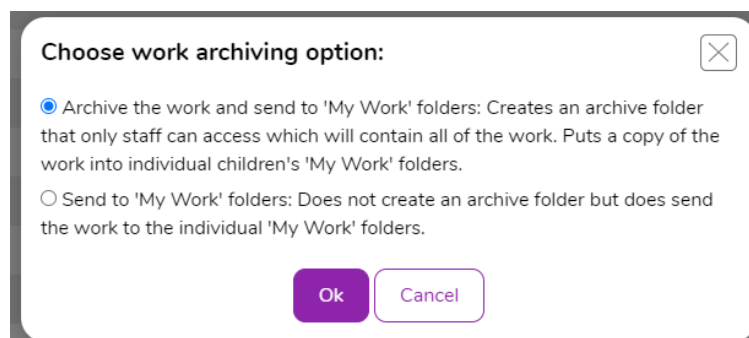 Choose work archiving option:
Archive the work and send to 'My Work' folders: Creates an archive folder
that only staff can access which will contain all of the work. Puts a copy of the
work into individual children's 'My Work' folders.
Send to 'My Work' folders: Does not create an archive folder but does send
the work to the individual 'My Work' folders.
Ok
Cancel